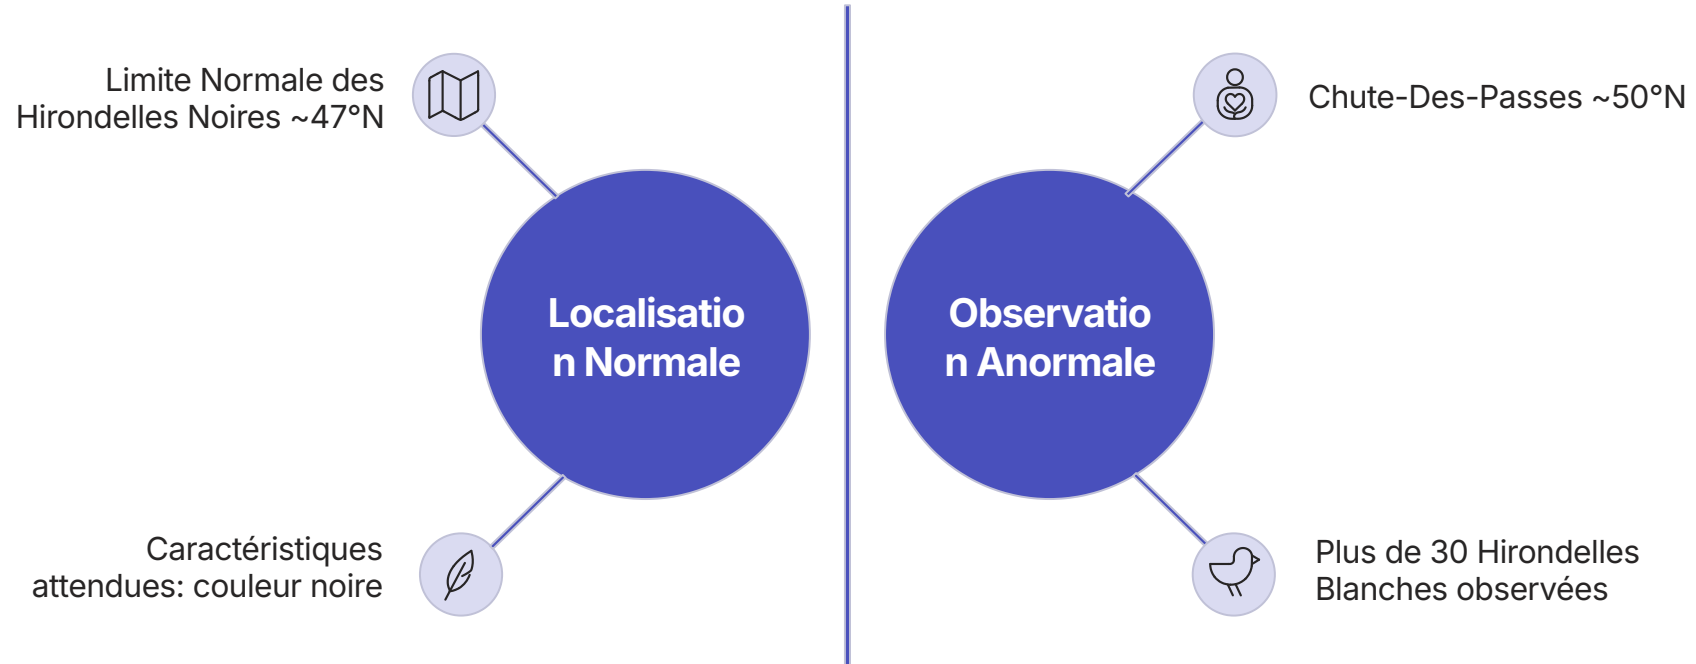 Limite Normale des
Hirondelles Noires ~47°N
Localisatio
n Normale
Caractéristiques
attendues: couleur noire
Chute-Des-Passes ~50°N
Observatio
n Anormale
Plus de 30 Hirondelles
Blanches observées